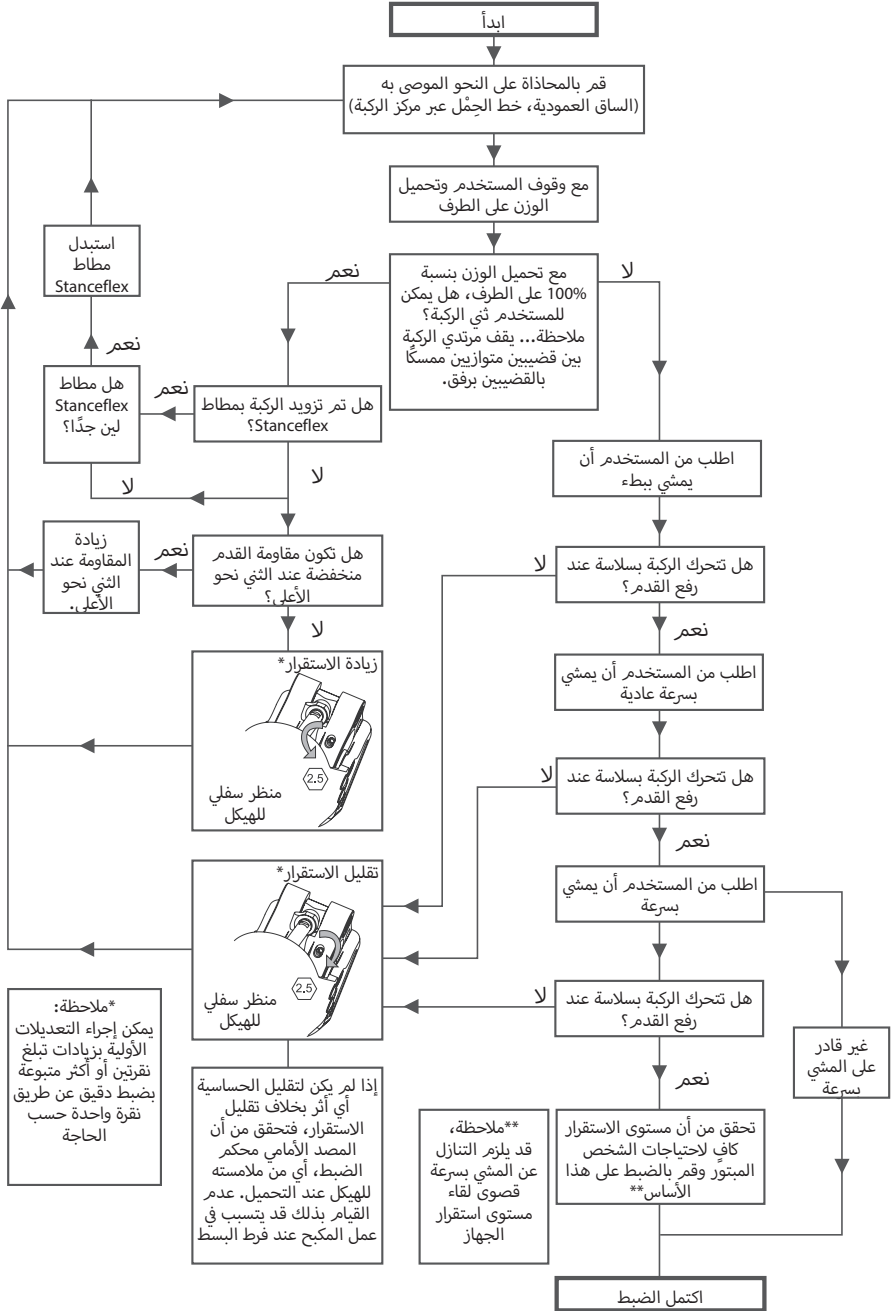 ابدأ
قم بالمحاذاة على النحو الموصى به
(الساق العمودية، خط الحِمْل عبر مركز الركبة)
مع وقوف المستخدم وتحميل
الوزن على الطرف
مع تحميل الوزن بنسبة
100% على الطرف، هل يمكن
للمستخدم ثني الركبة؟
ملاحظة... يقف مرتدي الركبة
بين قضيبين متوازيين ممسكًا
بالقضيبين برفق.
نعم
لا
هل تم تزويد الركبة بمطاط
Stanceflex؟
نعم
لا
هل مطاط
Stanceflex
لين جدًا؟
نعم
لا
استبدل
مطاط
Stanceflex
هل تكون مقاومة القدم
منخفضة عند الثني نحو
الأعلى؟
نعم
لا
زيادة
المقاومة عند
الثني نحو
الأعلى.
زيادة الاستقرار*
2.5
منظر سفلي
للهيكل
اطلب من المستخدم أن
يمشي ببطء
هل تتحرك الركبة بسلاسة عند
رفع القدم؟
لا
نعم
اطلب من المستخدم أن يمشي
بسرعة عادية
هل تتحرك الركبة بسلاسة عند
رفع القدم؟
لا
نعم
اطلب من المستخدم أن يمشي
بسرعة
هل تتحرك الركبة بسلاسة عند
رفع القدم؟
لا
نعم
غير قادر
على المشي
بسرعة
تقليل الاستقرار*
2.5
منظر سفلي
للهيكل
إذا لم يكن لتقليل الحساسية
أي أثر بخلاف تقليل
الاستقرار، فتحقق من أن
المصد الأمامي محكم
الضبط، أي من ملامسته
للهيكل عند التحميل. عدم
القيام بذلك قد يتسبب في
عمل المكبح عند فرط البسط
*ملاحظة:
يمكن إجراء التعديلات
الأولية بزيادات تبلغ
نقرتين أو أكثر متبوعة
بضبط دقيق عن طريق
نقرة واحدة حسب
الحاجة
تحقق من أن مستوى الاستقرار
كافٍ لاحتياجات الشخص
المبتور وقم بالضبط على هذا
الأساس**
**ملاحظة،
قد يلزم التنازل
عن المشي بسرعة
قصوى لقاء
مستوى استقرار
الجهاز
اكتمل الضبط